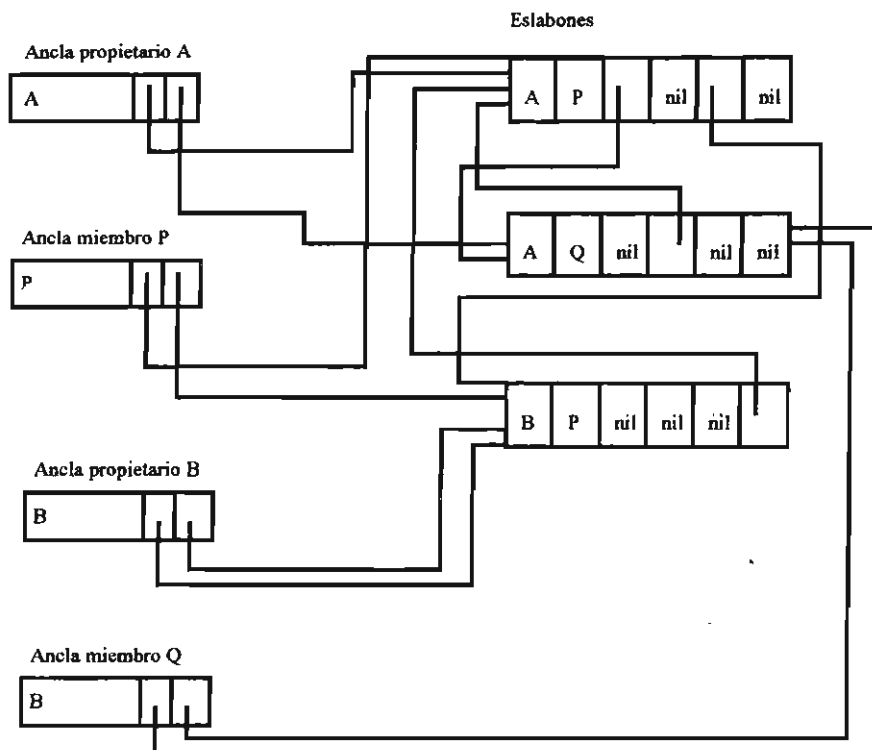 Eslabones
Ancla propietario A
A
A P nil nil
Ancla miembro P
P
A Q nil nil nil
B P nil nil nil
Ancla propietario B
B
Ancla miembro Q
B